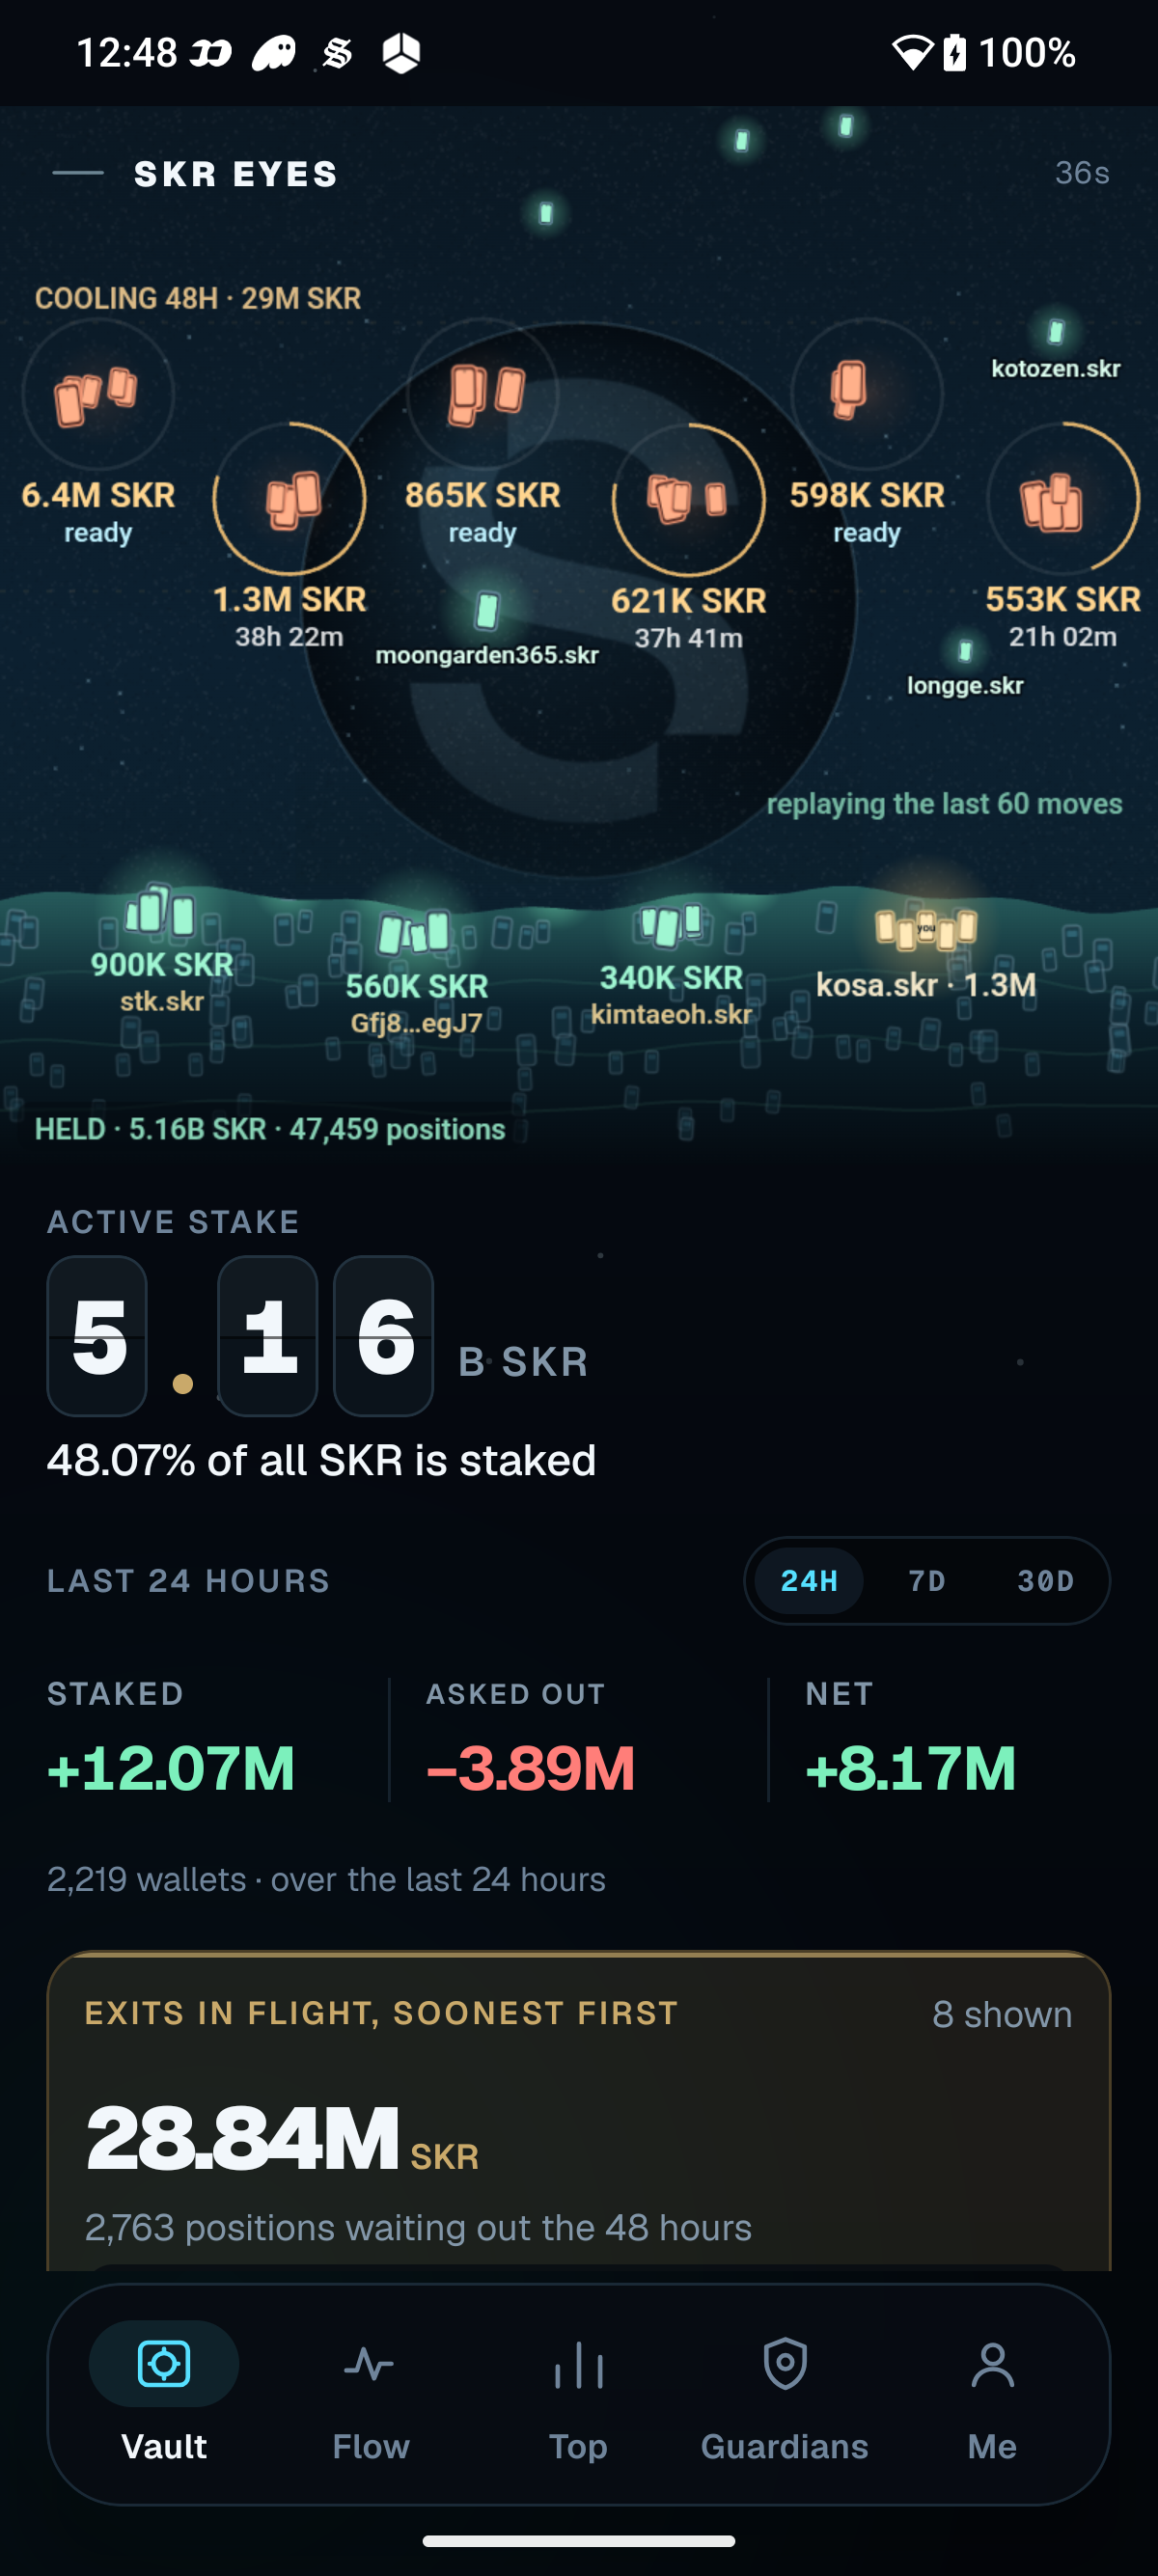 12:48
100%
SKR EYES
36s
COOLING 48H · 29M SKR
kotozen.skr
6.4M SKR
ready
865K SKR
ready
598K SKR
ready
1.3M SKR
38h 22m
621K SKR
37h 41m
553K SKR
21h 02m
moongarden365.skr
longge.skr
replaying the last 60 moves
900K SKR
stk.skr
560K SKR
Gfj8...egJ7
340K SKR
kimtaeoh.skr
you
kosa.skr · 1.3M
HELD · 5.16B SKR · 47,459 positions
ACTIVE STAKE
5.16 B SKR
48.07% of all SKR is staked
LAST 24 HOURS
24H 7D 30D
STAKED
+12.07M
ASKED OUT
−3.89M
NET
+8.17M
2,219 wallets · over the last 24 hours
EXITS IN FLIGHT, SOONEST FIRST
8 shown
28.84M SKR
2,763 positions waiting out the 48 hours
Vault Flow Top Guardians Me